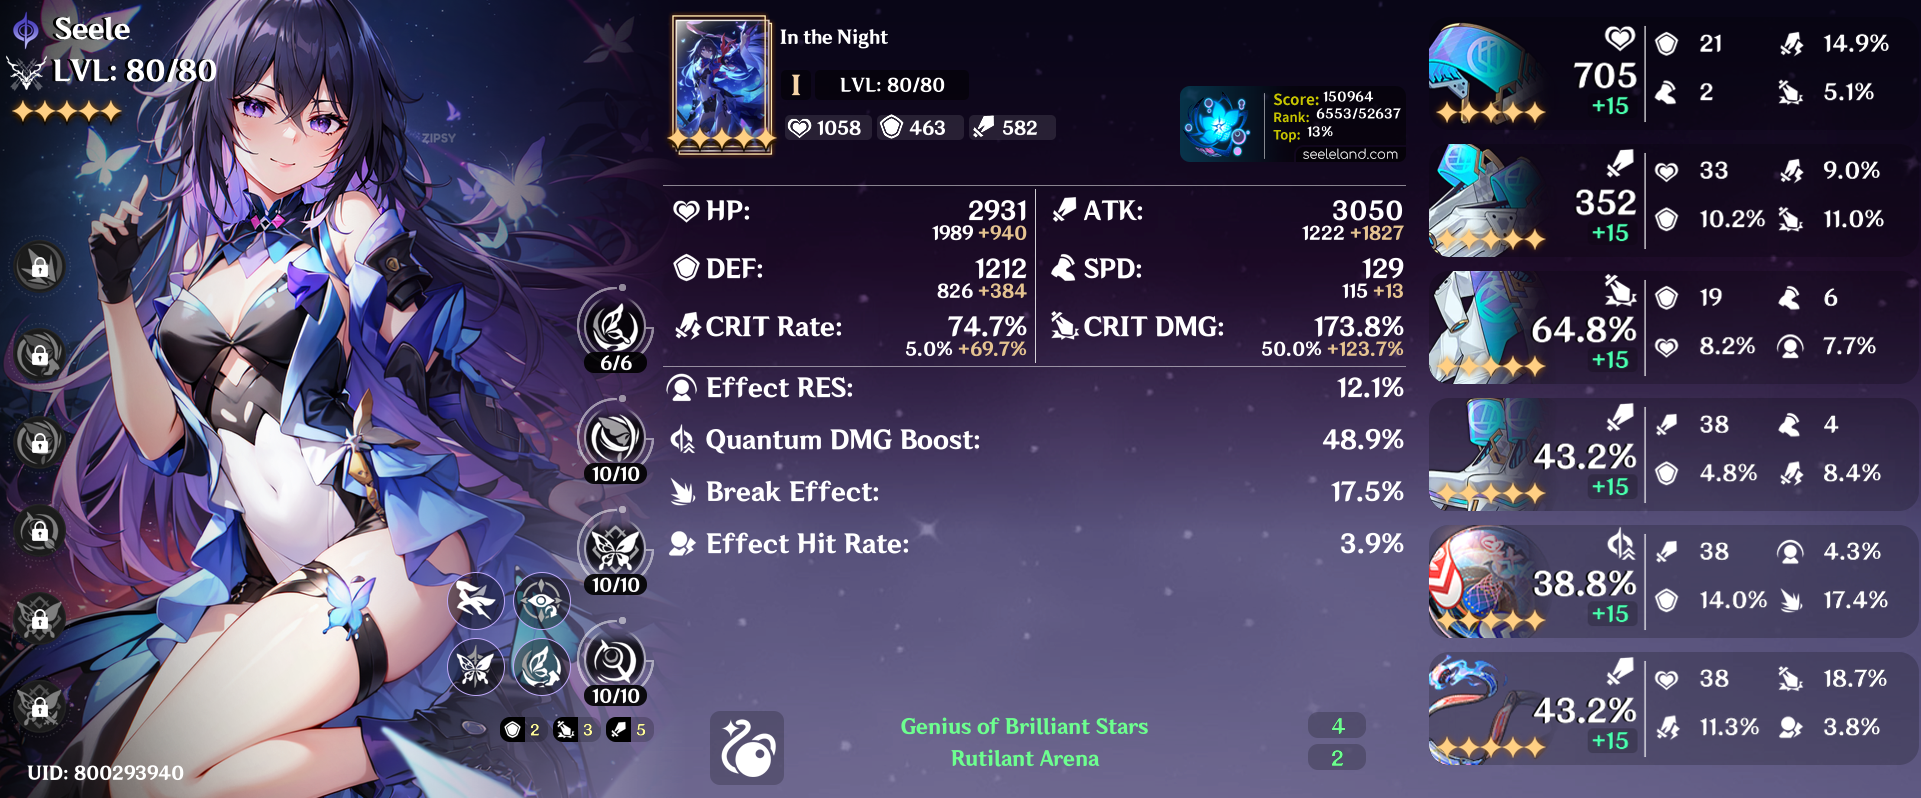 Seele
LVL: 80/80
ZIPSY
6/6
10/10
10/10
10/10
2 3 5
UID: 800293940
In the Night
I LVL: 80/80
1058 463 582
Score: 150964
Rank: 6553/52637
Top: 13%
seeleland.com
HP: 2931
1989 +940
ATK: 3050
1222 +1827
DEF: 1212
826 +384
SPD: 129
115 +13
CRIT Rate: 74.7%
5.0% +69.7%
CRIT DMG: 173.8%
50.0% +123.7%
Effect RES: 12.1%
Quantum DMG Boost: 48.9%
Break Effect: 17.5%
Effect Hit Rate: 3.9%
Genius of Brilliant Stars 4
Rutilant Arena 2
705
+15
21 14.9%
2 5.1%
352
+15
33 9.0%
10.2% 11.0%
64.8%
+15
19 6
8.2% 7.7%
43.2%
+15
38 4
4.8% 8.4%
38.8%
+15
38 4.3%
14.0% 17.4%
43.2%
+15
38 18.7%
11.3% 3.8%